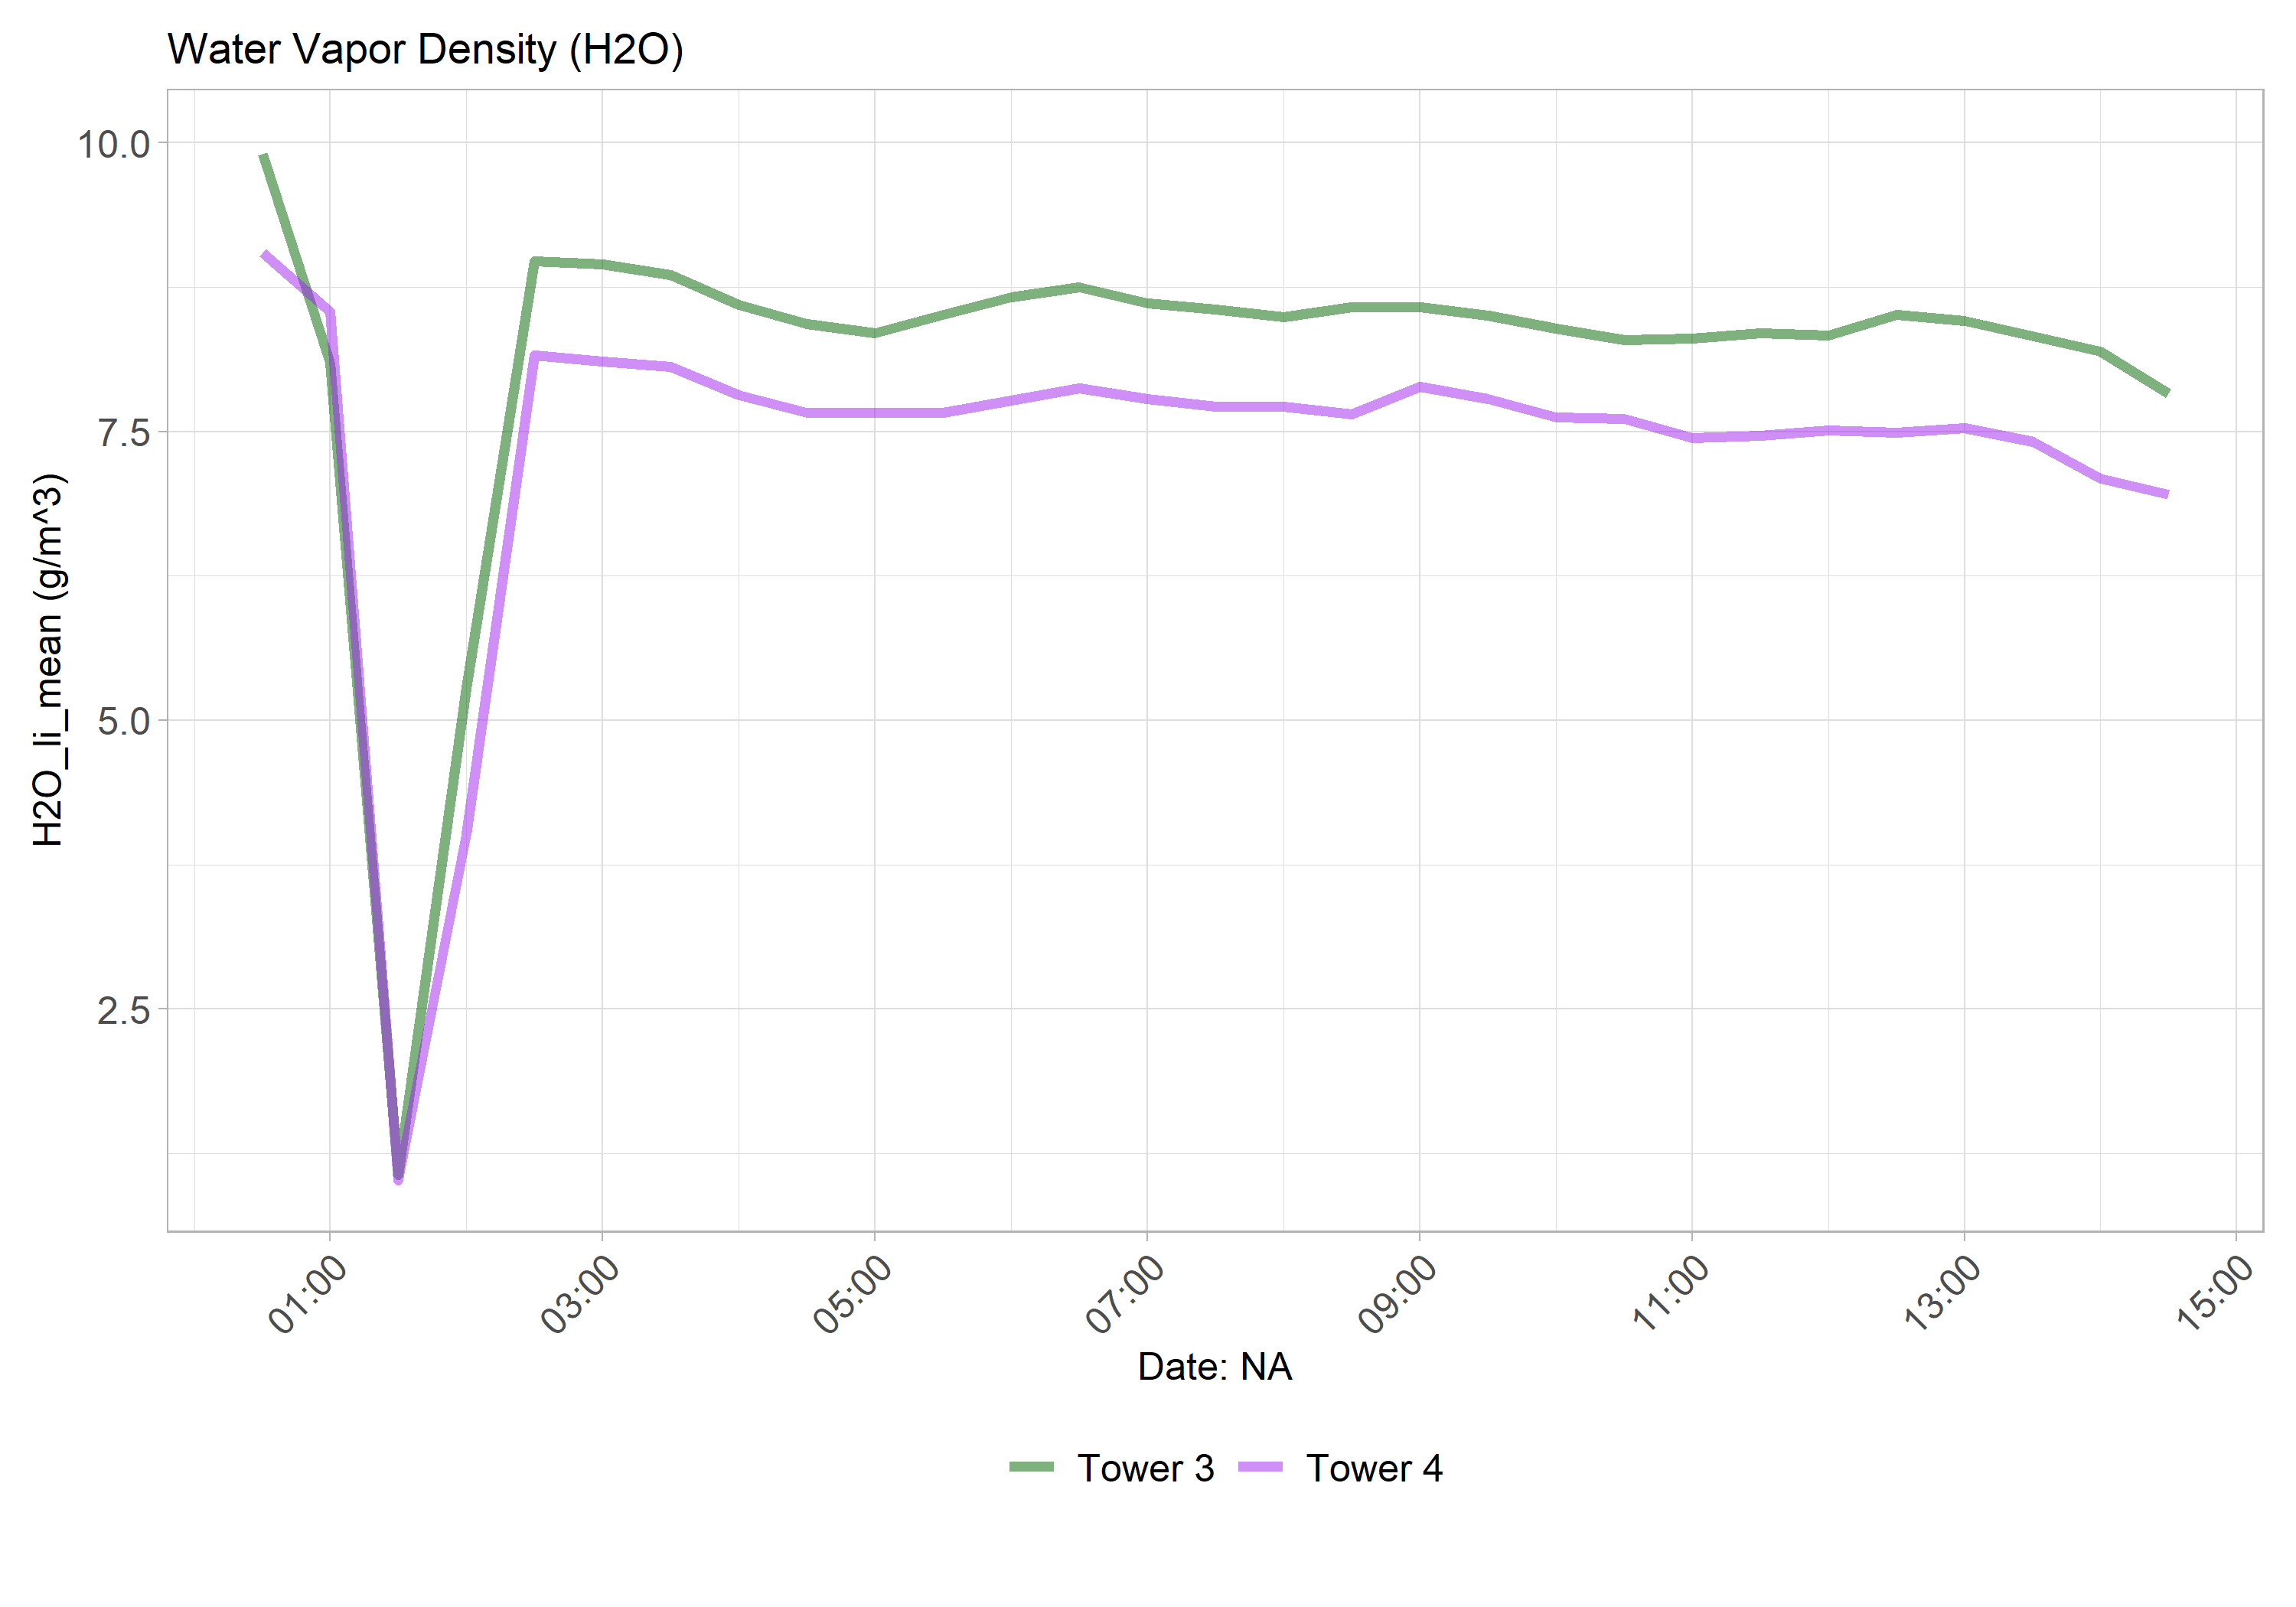 Water Vapor Density (H2O)
10.0
7.5
5.0
2.5
H2O_li_mean (g/m^3)
01:00 03:00 05:00 07:00 09:00 11:00 13:00 15:00
Date: NA
Tower 3 Tower 4